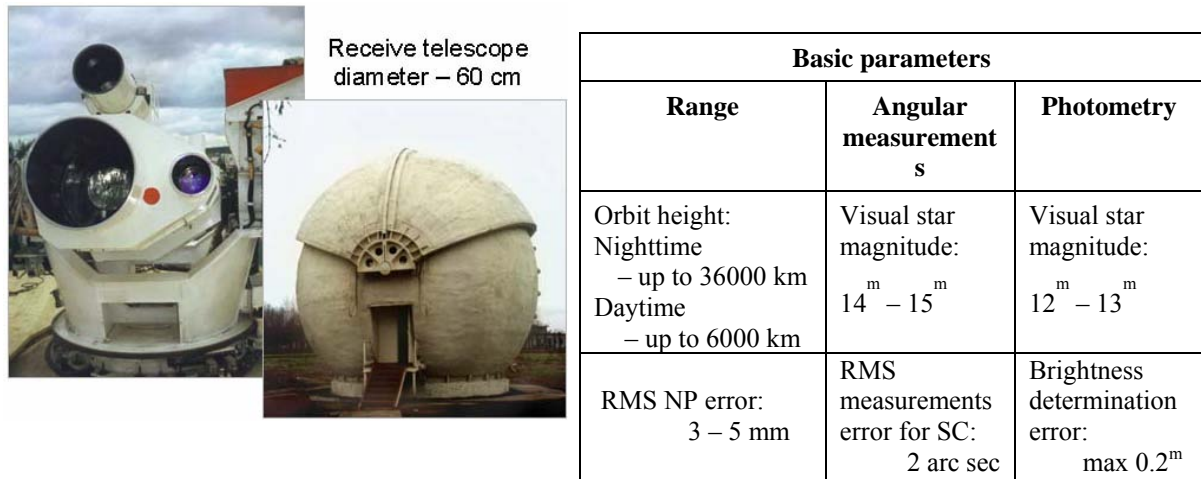 Receive telescope
diameter – 60 cm
Basic parameters
Range
Angular
measurement
s
Photometry
Orbit height:
Nighttime
– up to 36000 km
Daytime
– up to 6000 km
Visual star
magnitude:
14ᵐ – 15ᵐ
Visual star
magnitude:
12ᵐ – 13ᵐ
RMS NP error:
3 – 5 mm
RMS
measurements
error for SC:
2 arc sec
Brightness
determination
error:
max 0.2ᵐ